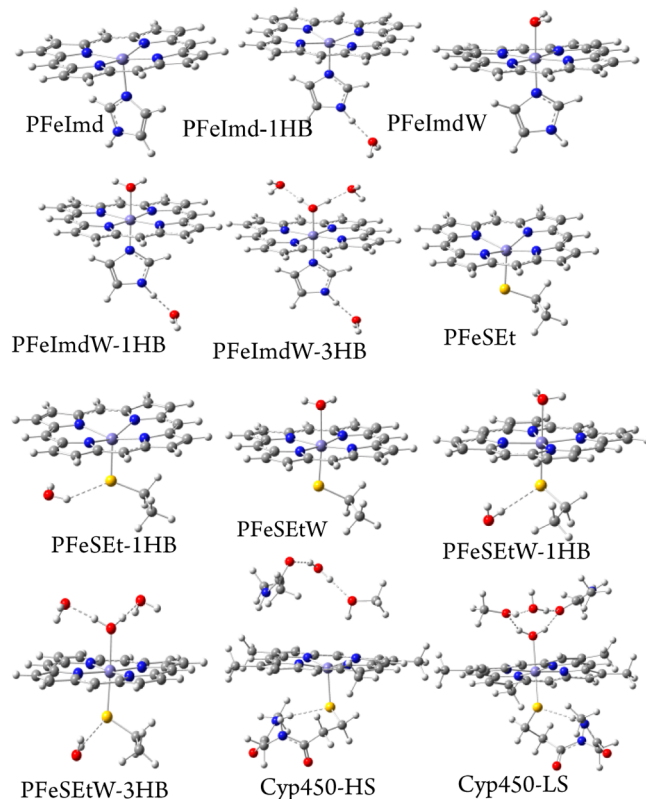 PFeImd
PFeImd-1HB
PFeImdW
PFeImdW-1HB
PFeImdW-3HB
PFeSEt
PFeSEt-1HB
PFeSEtW
PFeSEtW-1HB
PFeSEtW-3HB
Cyp450-HS
Cyp450-LS